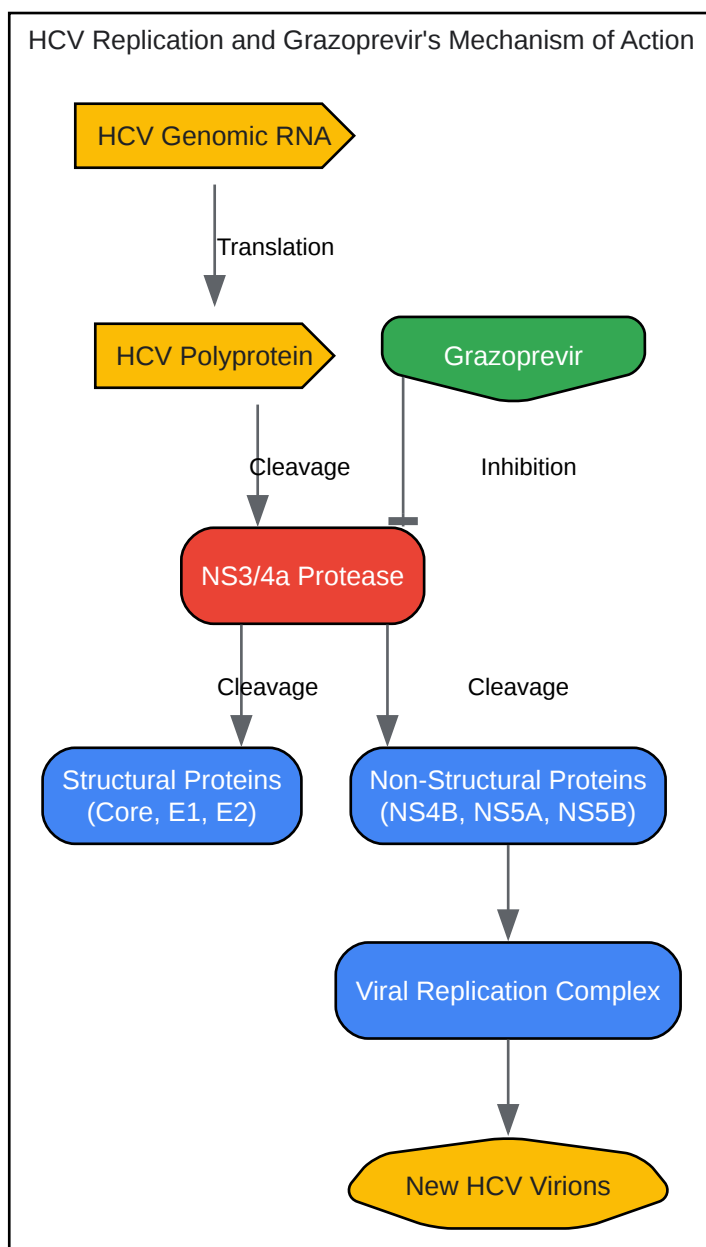 HCV Replication and Grazoprevir's Mechanism of Action
HCV Genomic RNA
Translation
HCV Polyprotein
Grazoprevir
Cleavage
Inhibition
NS3/4a Protease
Cleavage
Cleavage
Structural Proteins
(Core, E1, E2)
Non-Structural Proteins
(NS4B, NS5A, NS5B)
Viral Replication Complex
New HCV Virions